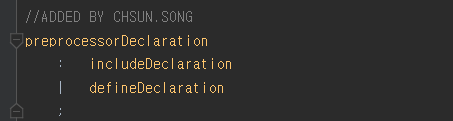 //ADDED BY CHSUN.SONG
preprocessorDeclaration
: includeDeclaration
| defineDeclaration
;